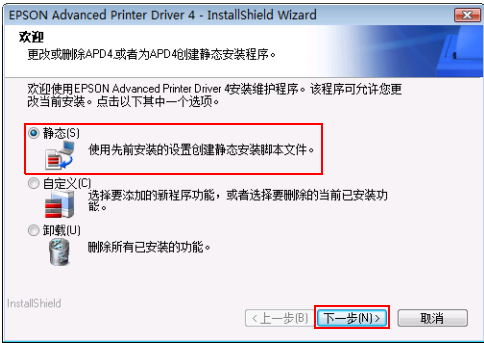 EPSON Advanced Printer Driver 4 - InstallShield Wizard
欢迎
更改或删除APD4.或者为APD4创建静态安装程序。
欢迎使用EPSON Advanced Printer Driver 4安装维护程序。该程序可允许您更
改当前安装。点击以下其中一个选项。
静态(S)
使用先前安装的设置创建静态安装脚本文件。
自定义(C)
选择要添加的新程序功能，或者选择要删除的当前已安装功
能。
卸载(U)
删除所有已安装的功能。
InstallShield
<上一步(B) 下一步(N)> 取消